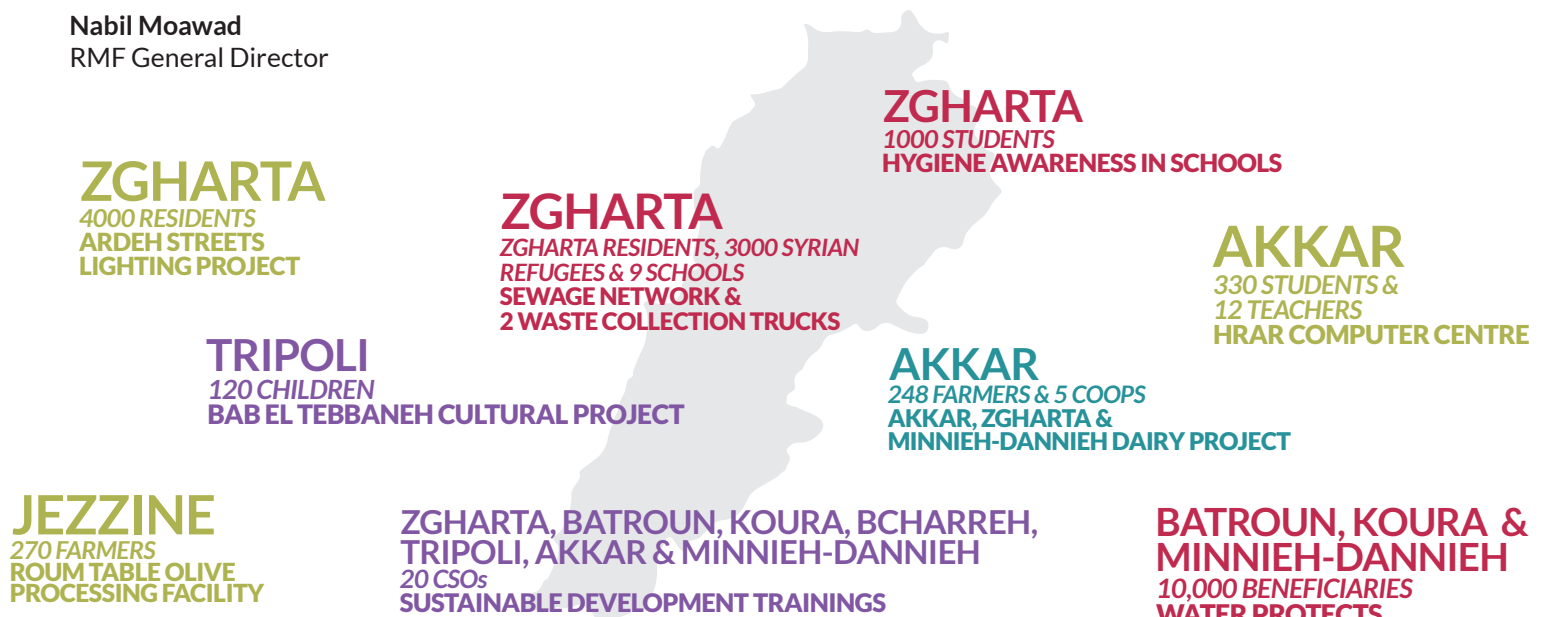 Nabil Moawad
RMF General Director
ZGHARTA
1000 STUDENTS
HYGIENE AWARENESS IN SCHOOLS
ZGHARTA
4000 RESIDENTS
ARDEH STREETS
LIGHTING PROJECT
ZGHARTA
ZGHARTA RESIDENTS, 3000 SYRIAN
REFUGEES & 9 SCHOOLS
SEWAGE NETWORK &
2 WASTE COLLECTION TRUCKS
AKKAR
330 STUDENTS &
12 TEACHERS
HRAR COMPUTER CENTRE
TRIPOLI
120 CHILDREN
BAB EL TEBBANEH CULTURAL PROJECT
AKKAR
248 FARMERS & 5 COOPS
AKKAR, ZGHARTA &
MINNIEH-DANNIEH DAIRY PROJECT
JEZZINE
270 FARMERS
ROUM TABLE OLIVE
PROCESSING FACILITY
ZGHARTA, BATROUN, KOURA, BCHARREH,
TRIPOLI, AKKAR & MINNIEH-DANNIEH
20 CSOs
SUSTAINABLE DEVELOPMENT TRAININGS
BATROUN, KOURA &
MINNIEH-DANNIEH
10,000 BENEFICIARIES
WATER PROTECTS